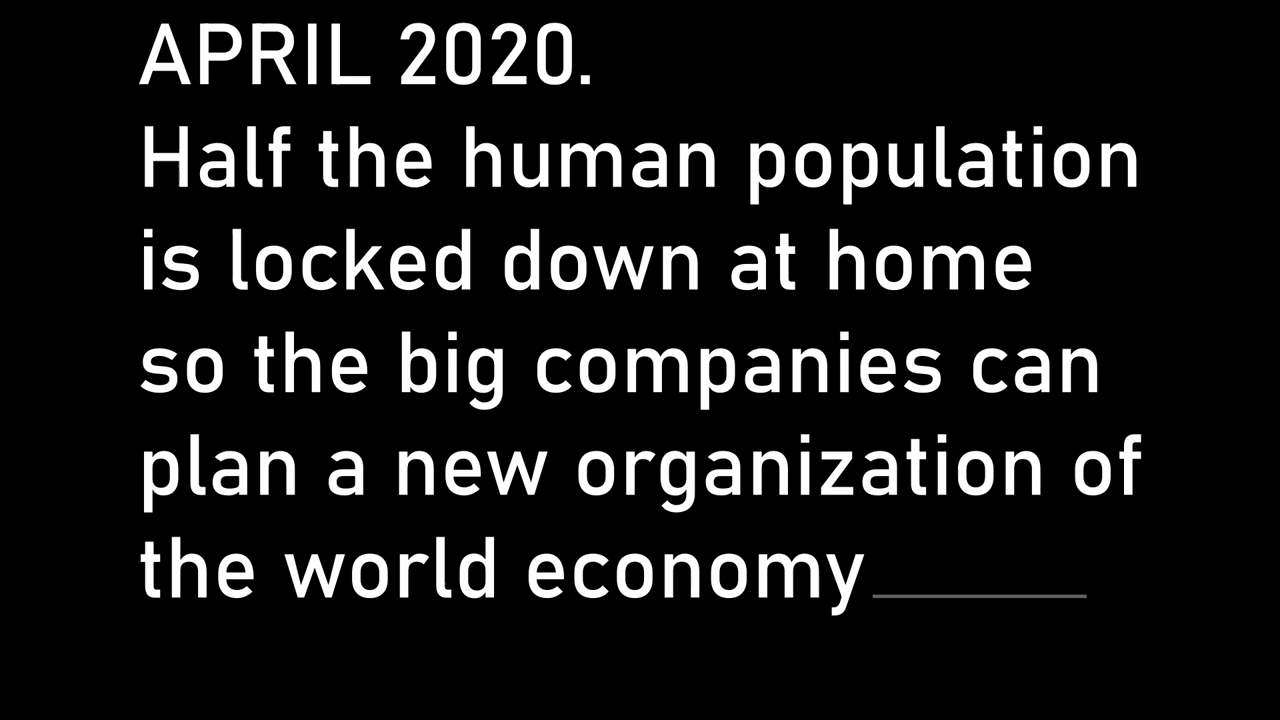 APRIL 2020.
Half the human population
is locked down at home
so the big companies can
plan a new organization of
the world economy